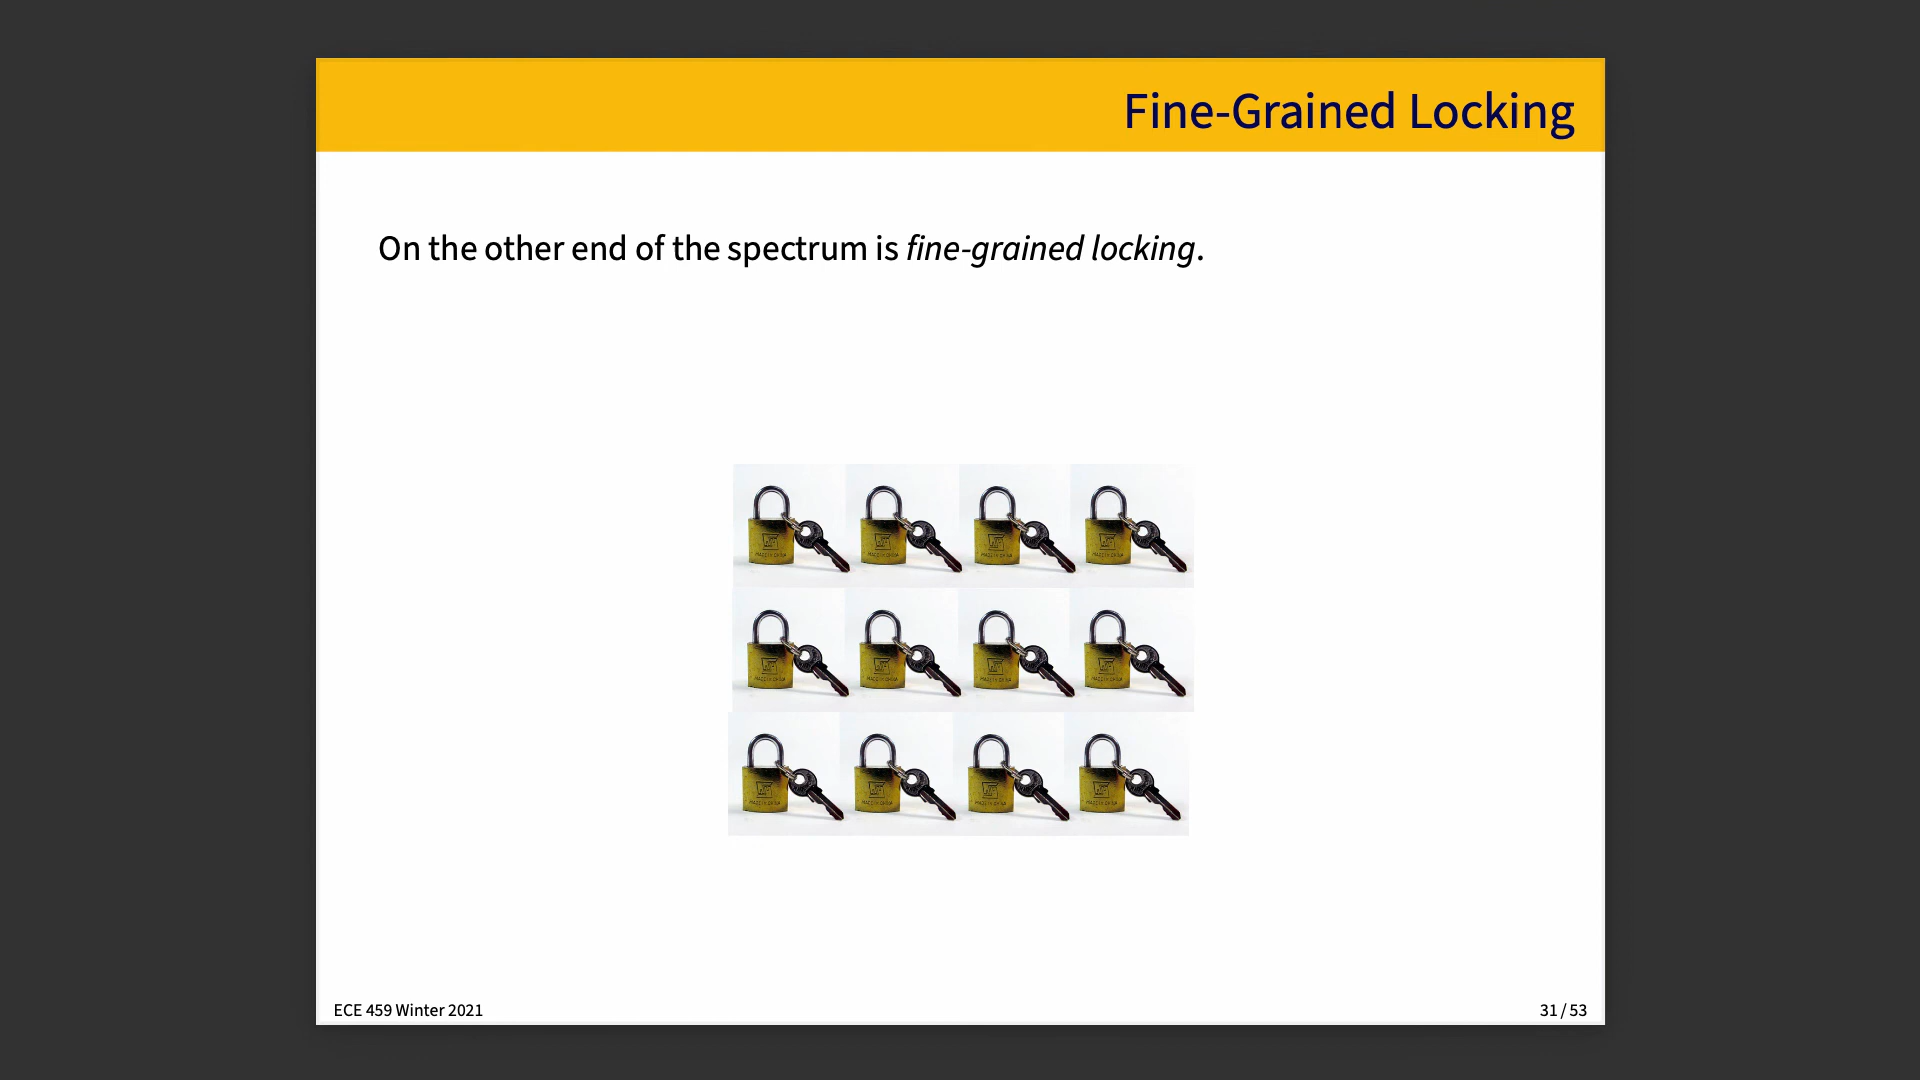 Fine-Grained Locking
On the other end of the spectrum is fine-grained locking.
ECE 459 Winter 2021
31 / 53